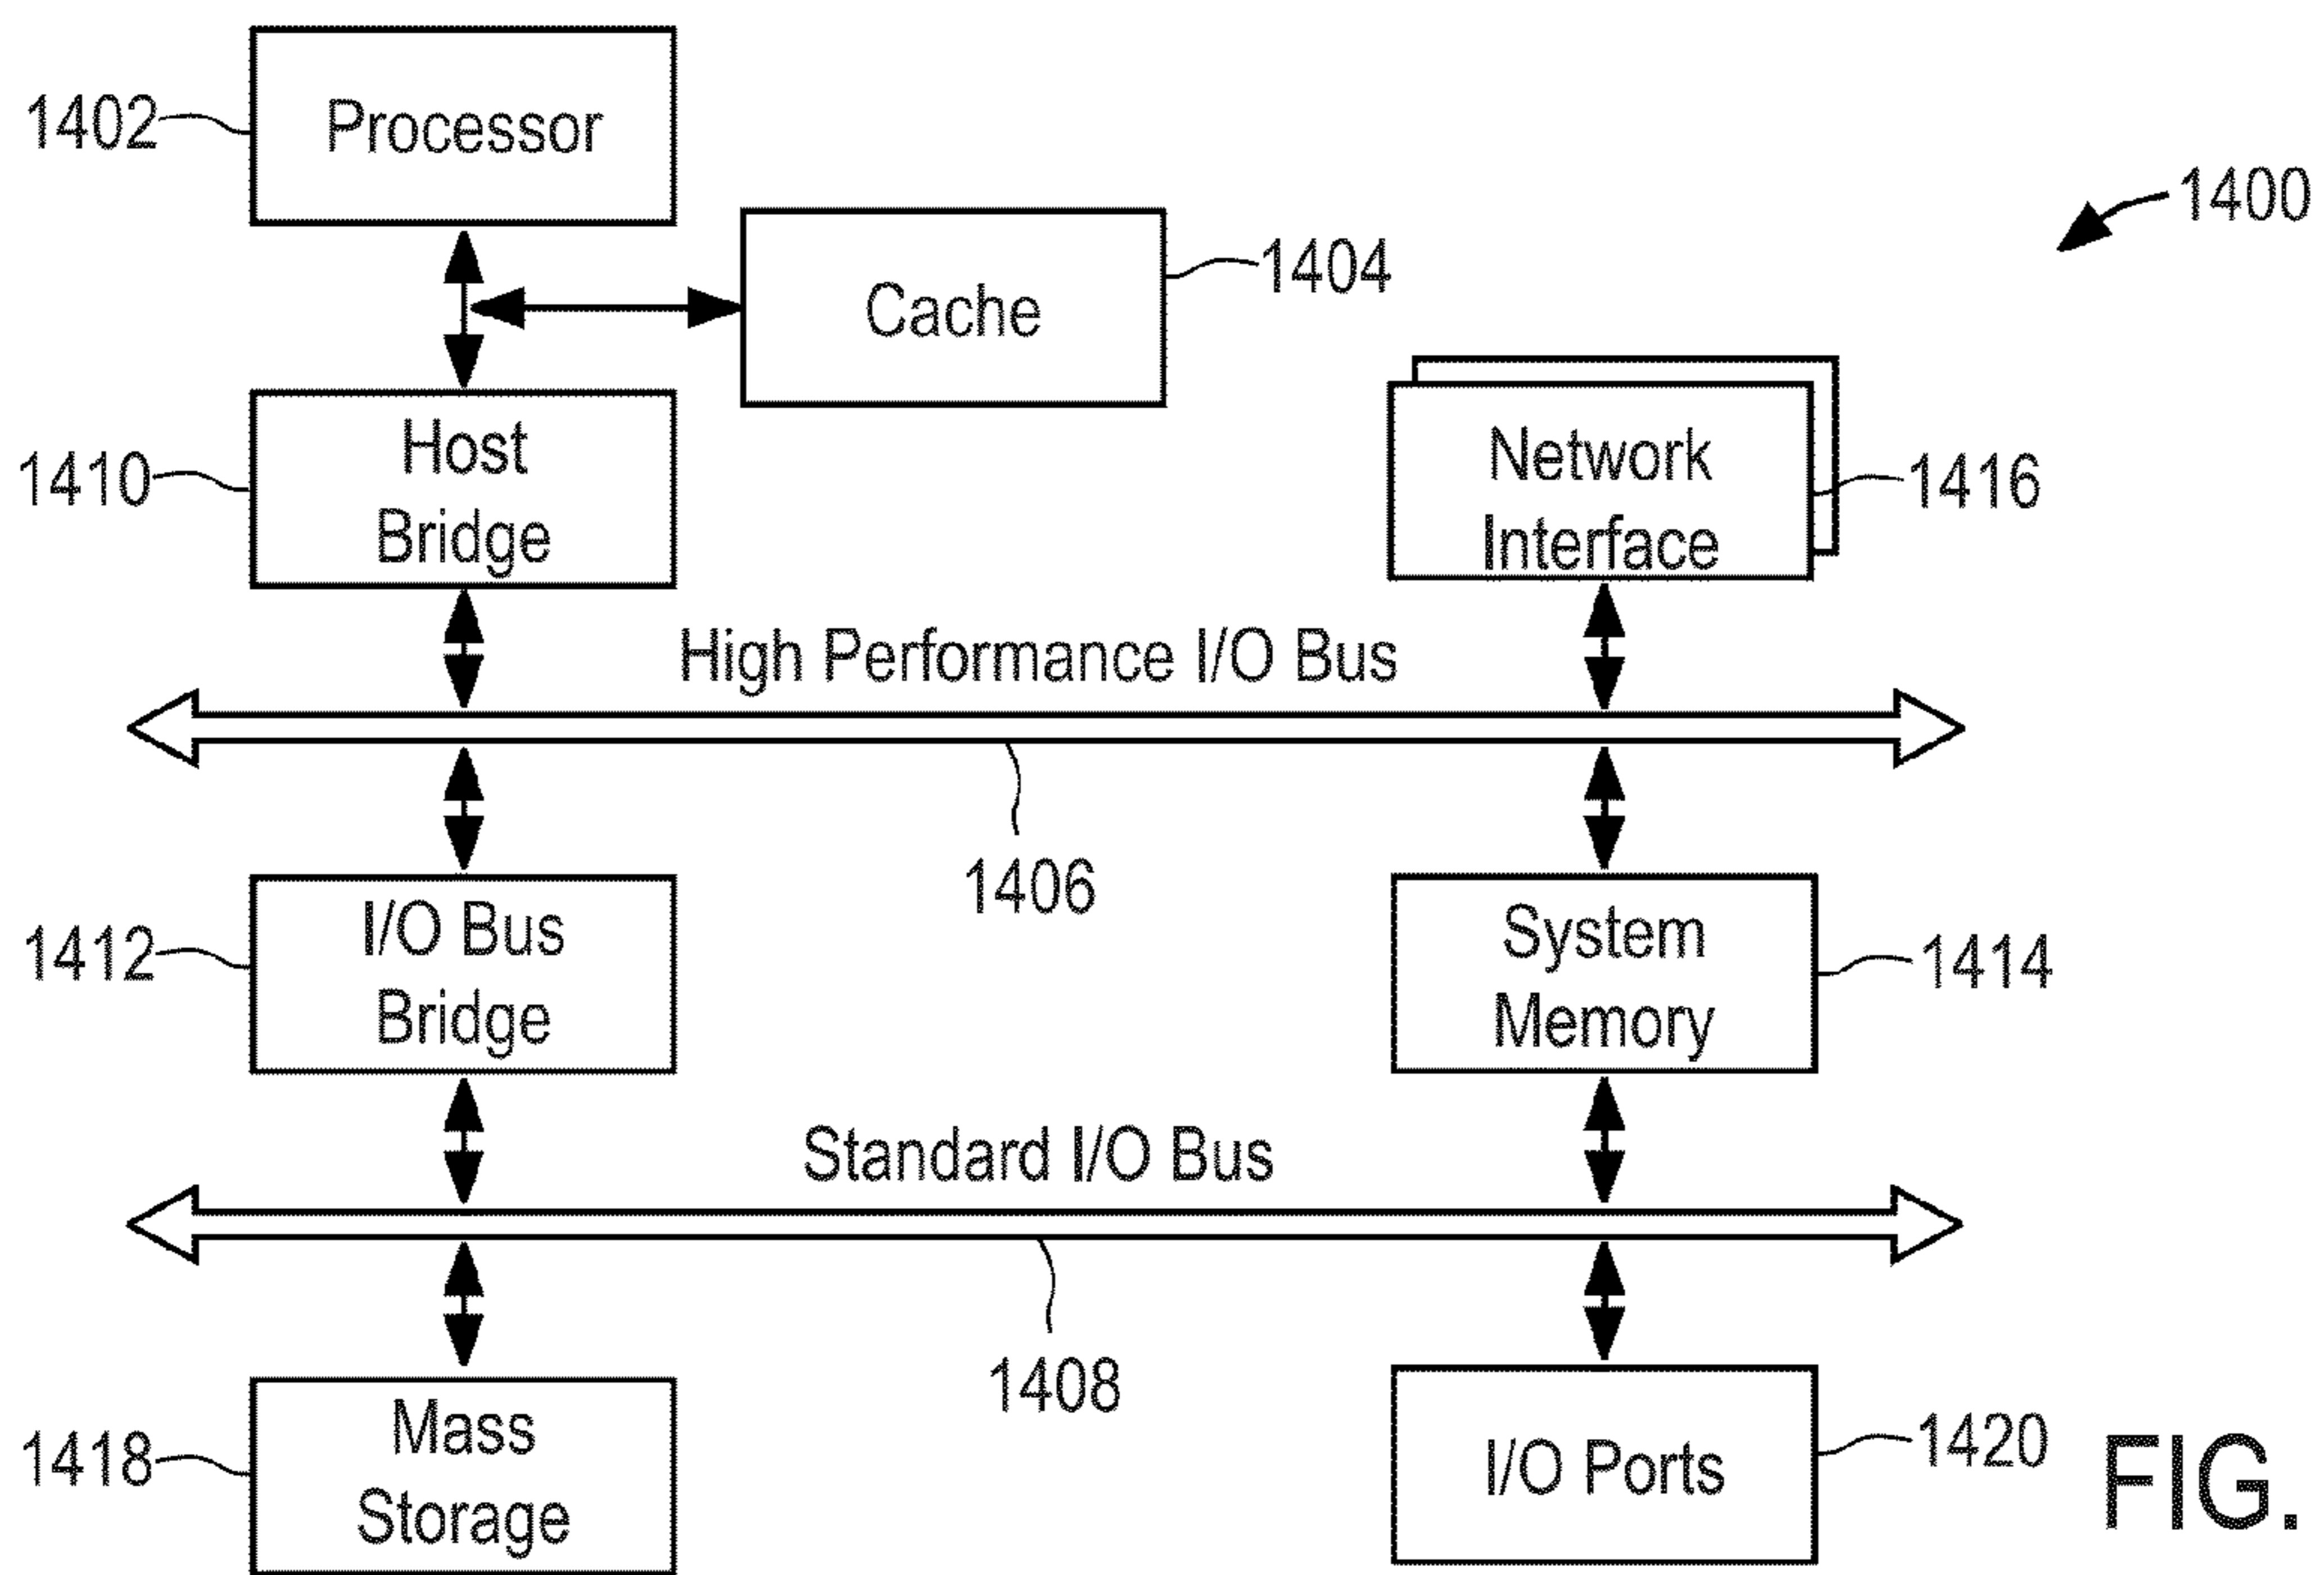 1402
Processor
1400
1404
Cache
1410
Host
Bridge
Network
Interface
1416
High Performance I/O Bus
1406
1412
I/O Bus
Bridge
System
Memory
1414
Standard I/O Bus
1408
1418
Mass
Storage
I/O Ports
1420
FIG.